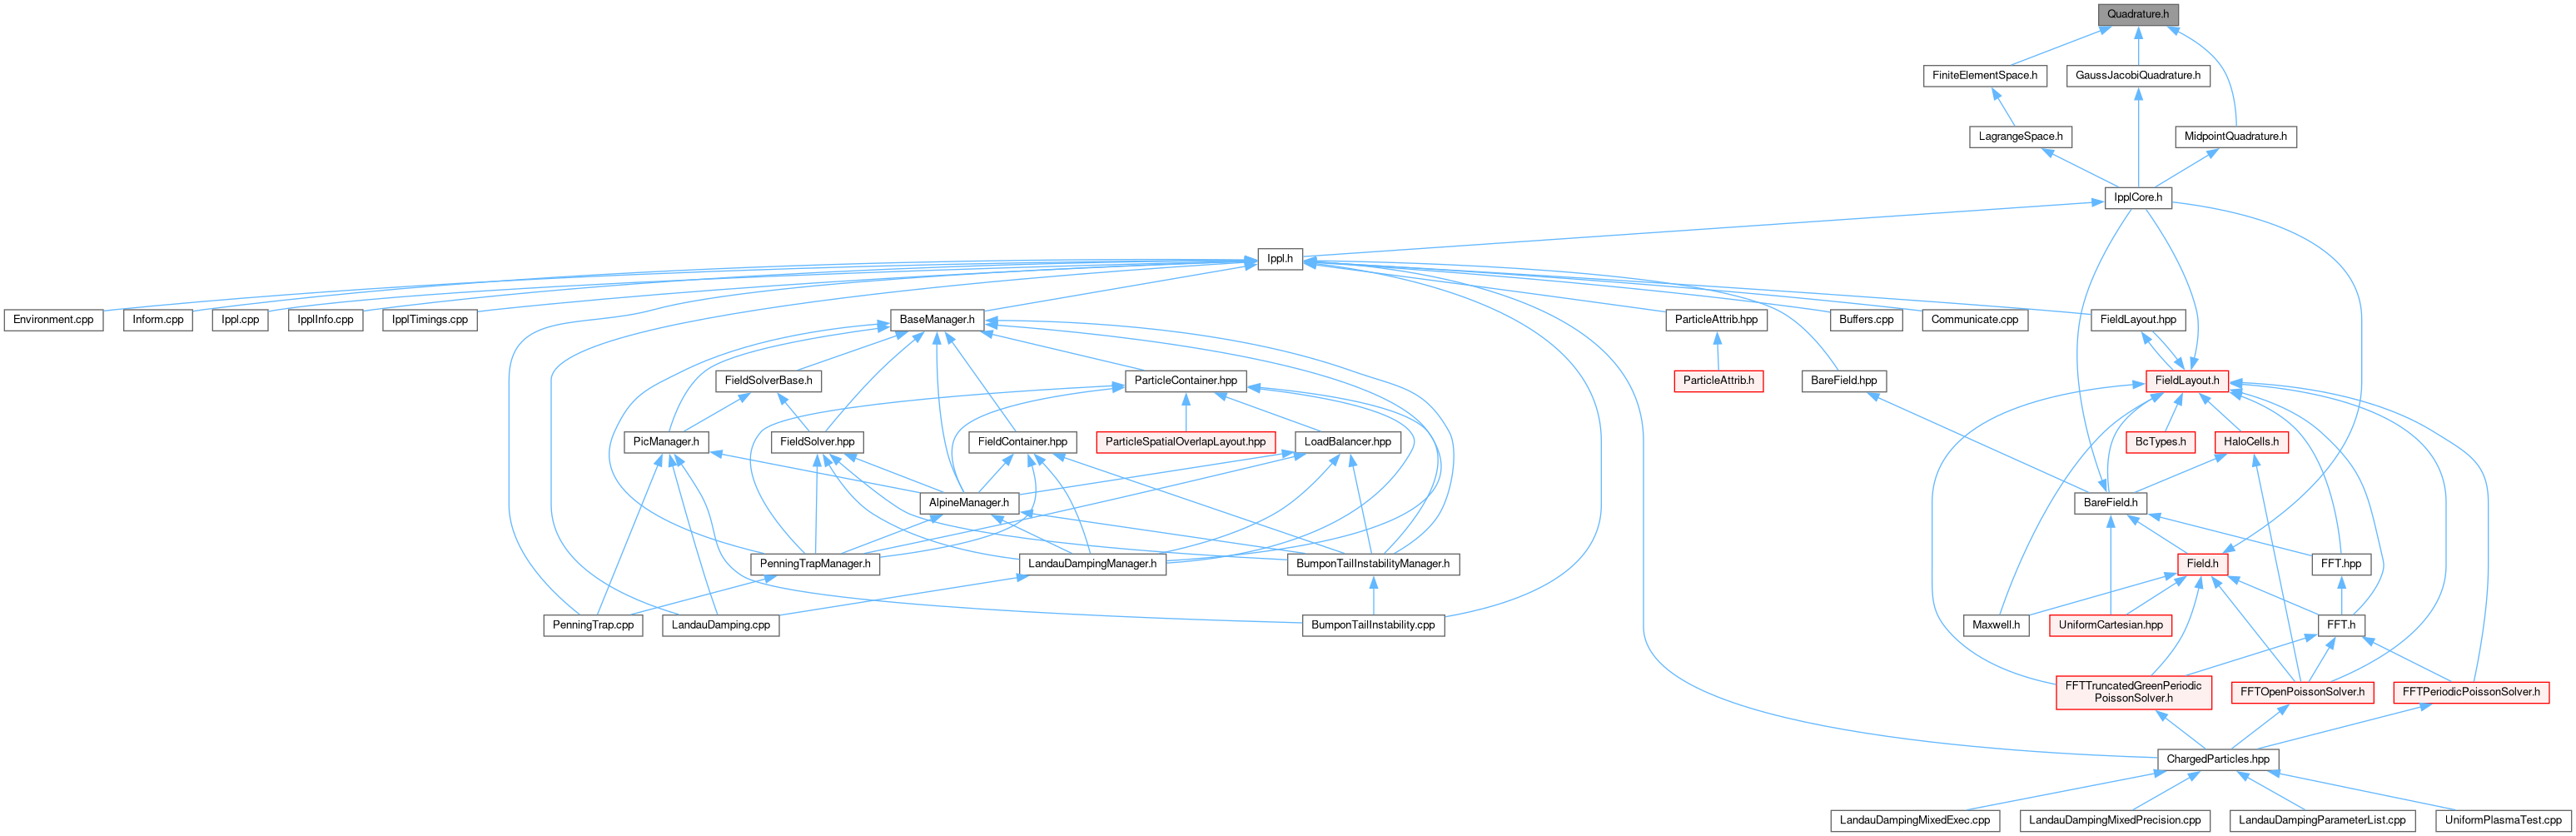 Quadrature.h
FiniteElementSpace.h
GaussJacobiQuadrature.h
LagrangeSpace.h
MidpointQuadrature.h
IpplCore.h
Ippl.h
Environment.cpp
Inform.cpp
Ippl.cpp
IpplInfo.cpp
IpplTimings.cpp
BaseManager.h
ParticleAttrib.hpp
Buffers.cpp
Communicate.cpp
FieldLayout.hpp
FieldSolverBase.h
ParticleContainer.hpp
ParticleAttrib.h
BareField.hpp
FieldLayout.h
PicManager.h
FieldSolver.hpp
FieldContainer.hpp
ParticleSpatialOverlapLayout.hpp
LoadBalancer.hpp
BcTypes.h
HaloCells.h
AlpineManager.h
BareField.h
PenningTrapManager.h
LandauDampingManager.h
BumponTailInstabilityManager.h
Field.h
FFT.hpp
PenningTrap.cpp
LandauDamping.cpp
BumponTailInstability.cpp
Maxwell.h
UniformCartesian.hpp
FFT.h
FFTTruncatedGreenPeriodic
PoissonSolver.h
FFTOpenPoissonSolver.h
FFTPeriodicPoissonSolver.h
ChargedParticles.hpp
LandauDampingMixedExec.cpp
LandauDampingMixedPrecision.cpp
LandauDampingParameterList.cpp
UniformPlasmaTest.cpp